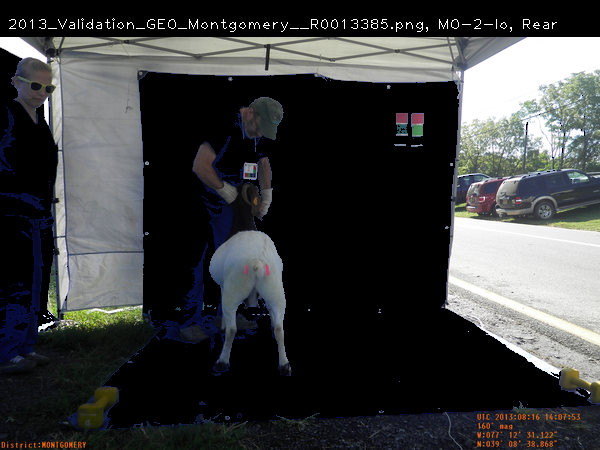 2013_Validation_GEO_Montgomery__R0013385.png, MO-2-lo, Rear
UTC 2013:08:16 14:07:53
160° mag
W:077° 12' 31.122"
N:039° 08' 38.868"
District:MONTGOMERY